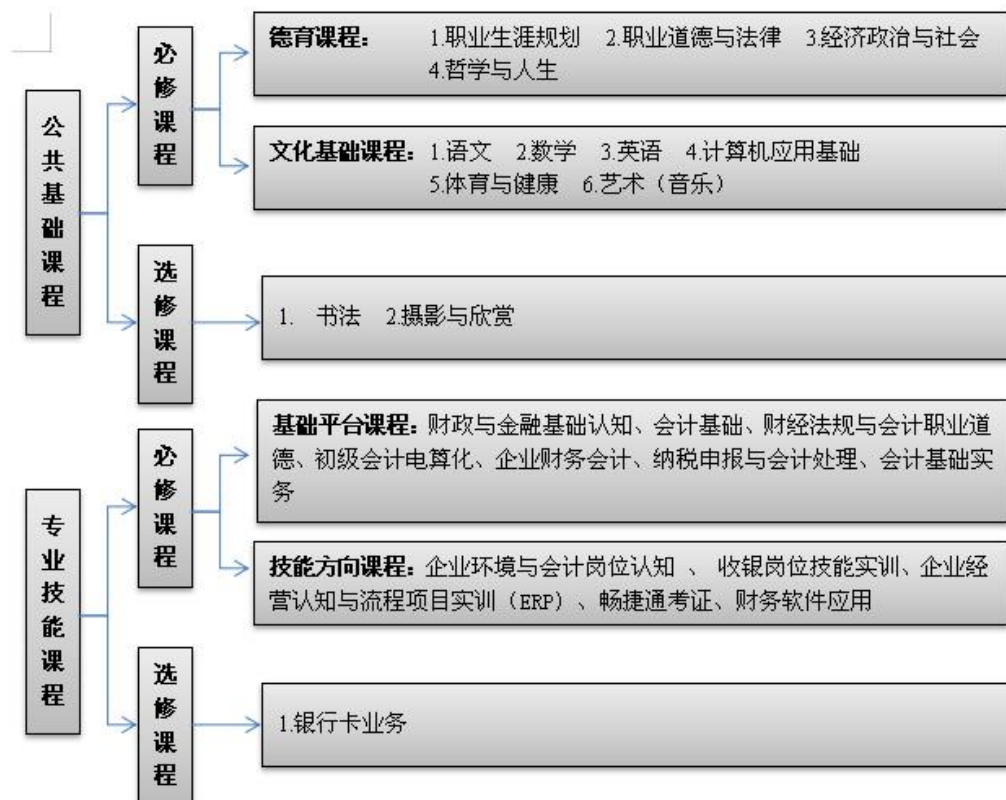 公共基础课程
必修课程
德育课程： 1.职业生涯规划 2.职业道德与法律 3.经济政治与社会
4.哲学与人生
文化基础课程：1.语文 2.数学 3.英语 4.计算机应用基础
5.体育与健康 6.艺术（音乐）
选修课程
1. 书法 2.摄影与欣赏
专业技能课程
必修课程
基础平台课程：财政与金融基础认知、会计基础、财经法规与会计职业道
德、初级会计电算化、企业财务会计、纳税申报与会计处理、会计基础实
务
技能方向课程：企业环境与会计岗位认知 、 收银岗位技能实训、企业经
营认知与流程项目实训（ERP）、畅捷通考证、财务软件应用
选修课程
1.银行卡业务